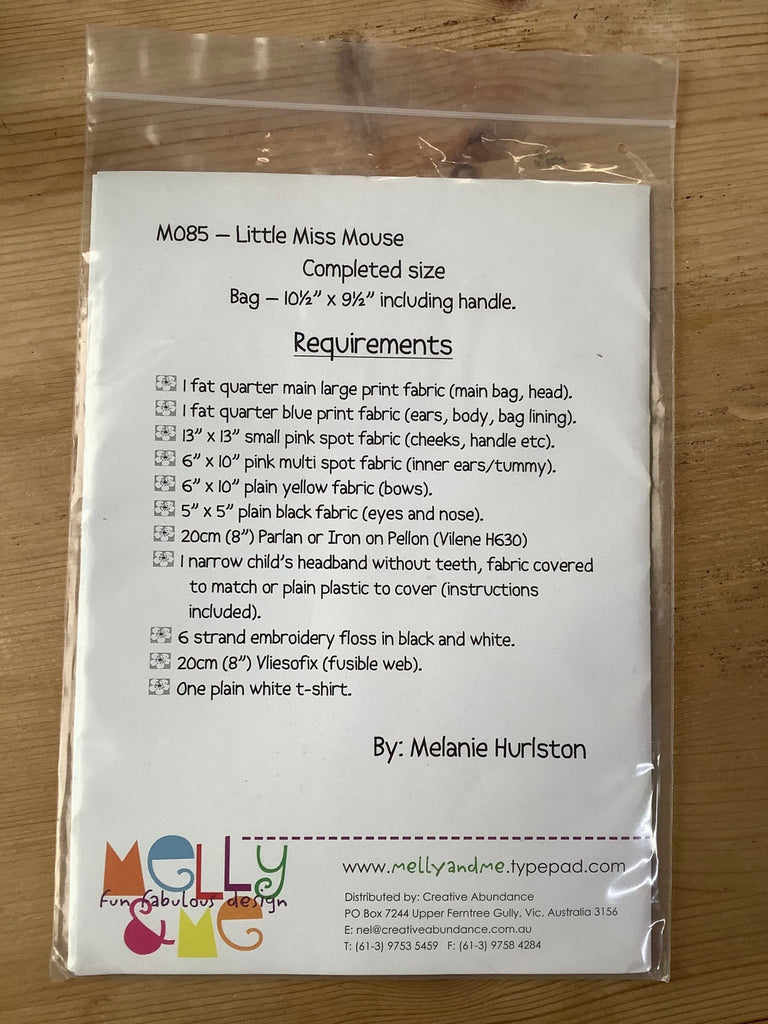 M085 – Little Miss Mouse
Completed size
Bag – 10½” x 9½” including handle.
Requirements
1 fat quarter main large print fabric (main bag, head).
1 fat quarter blue print fabric (ears, body, bag lining).
13” x 13” small pink spot fabric (cheeks, handle etc).
6” x 10” pink multi spot fabric (inner ears/tummy).
6” x 10” plain yellow fabric (bows).
5” x 5” plain black fabric (eyes and nose).
20cm (8”) Parlan or Iron on Pellon (Vilene H630)
1 narrow child’s headband without teeth, fabric covered
to match or plain plastic to cover (instructions
included).
6 strand embroidery floss in black and white.
20cm (8”) Vliesofix (fusible web).
One plain white t-shirt.
By: Melanie Hurlston
MeLLy
fun fabulous design
&Me
www.mellyandme.typepad.com
Distributed by: Creative Abundance
PO Box 7244 Upper Ferntree Gully, Vic, Australia 3156
E: nel@creativeabundance.com.au
T: (61-3) 9753 5459 F: (61-3) 9758 4284